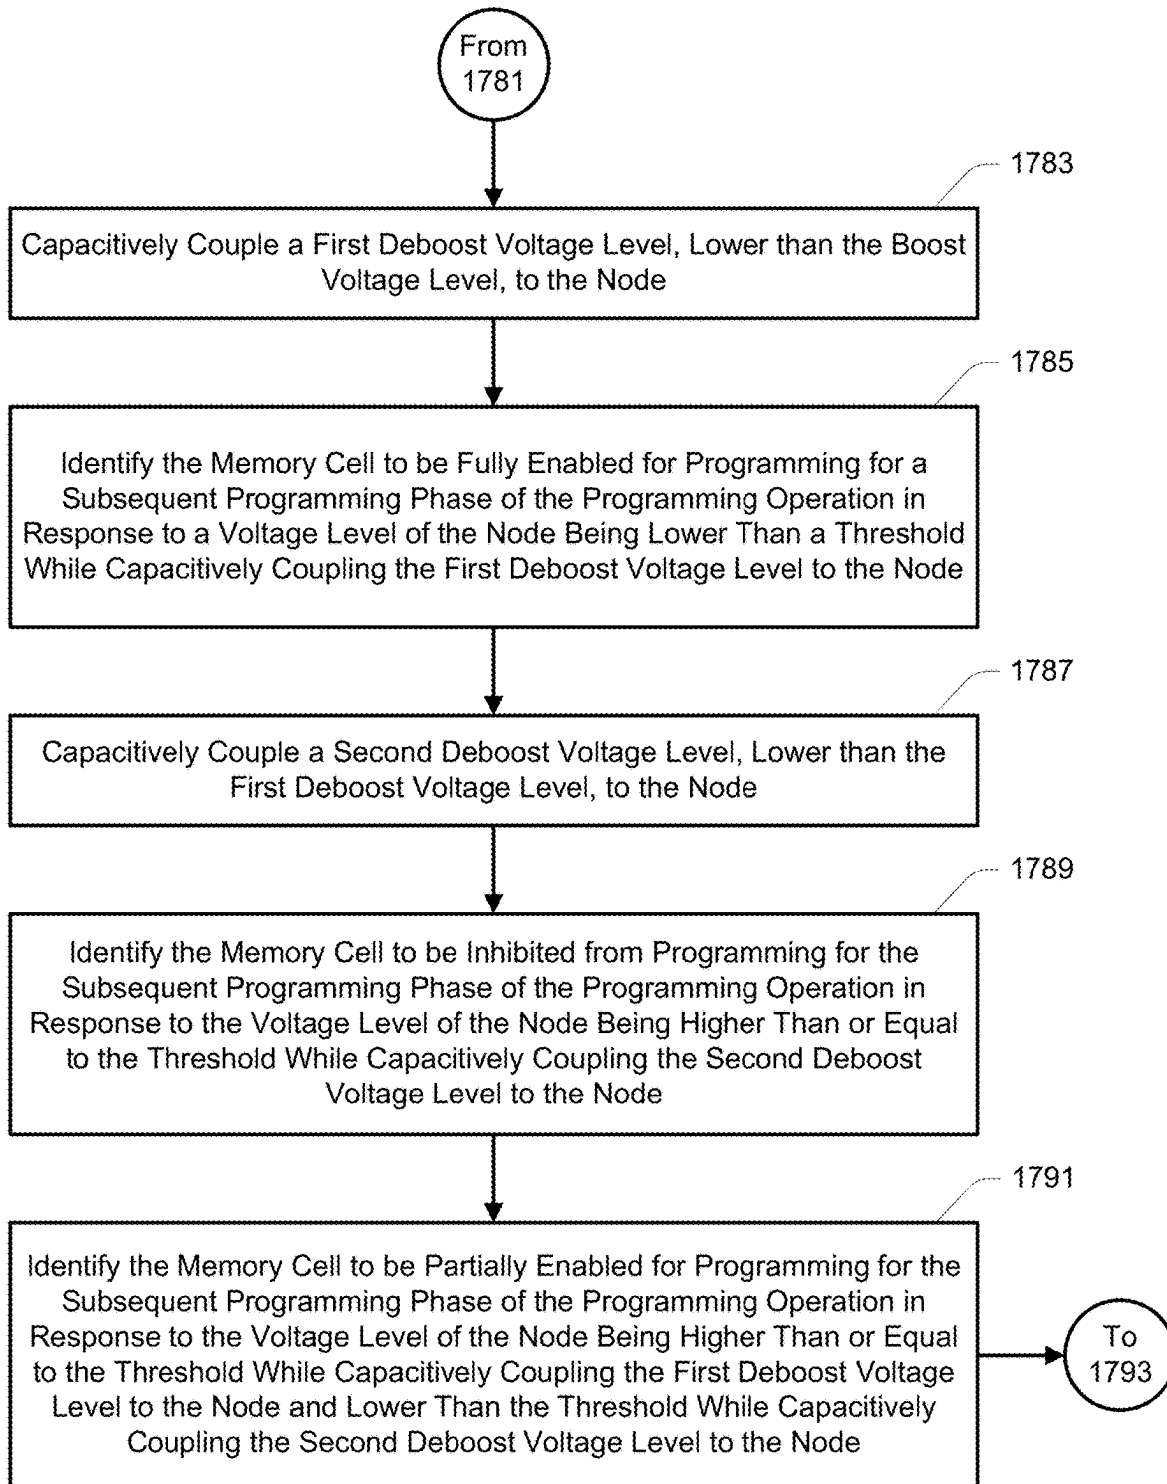 From
1781
1783
Capacitively Couple a First Deboost Voltage Level, Lower than the Boost
Voltage Level, to the Node
1785
Identify the Memory Cell to be Fully Enabled for Programming for a
Subsequent Programming Phase of the Programming Operation in
Response to a Voltage Level of the Node Being Lower Than a Threshold
While Capacitively Coupling the First Deboost Voltage Level to the Node
1787
Capacitively Couple a Second Deboost Voltage Level, Lower than the
First Deboost Voltage Level, to the Node
1789
Identify the Memory Cell to be Inhibited from Programming for the
Subsequent Programming Phase of the Programming Operation in
Response to the Voltage Level of the Node Being Higher Than or Equal
to the Threshold While Capacitively Coupling the Second Deboost
Voltage Level to the Node
1791
Identify the Memory Cell to be Partially Enabled for Programming for the
Subsequent Programming Phase of the Programming Operation in
Response to the Voltage Level of the Node Being Higher Than or Equal
to the Threshold While Capacitively Coupling the First Deboost Voltage
Level to the Node and Lower Than the Threshold While Capacitively
Coupling the Second Deboost Voltage Level to the Node
To
1793